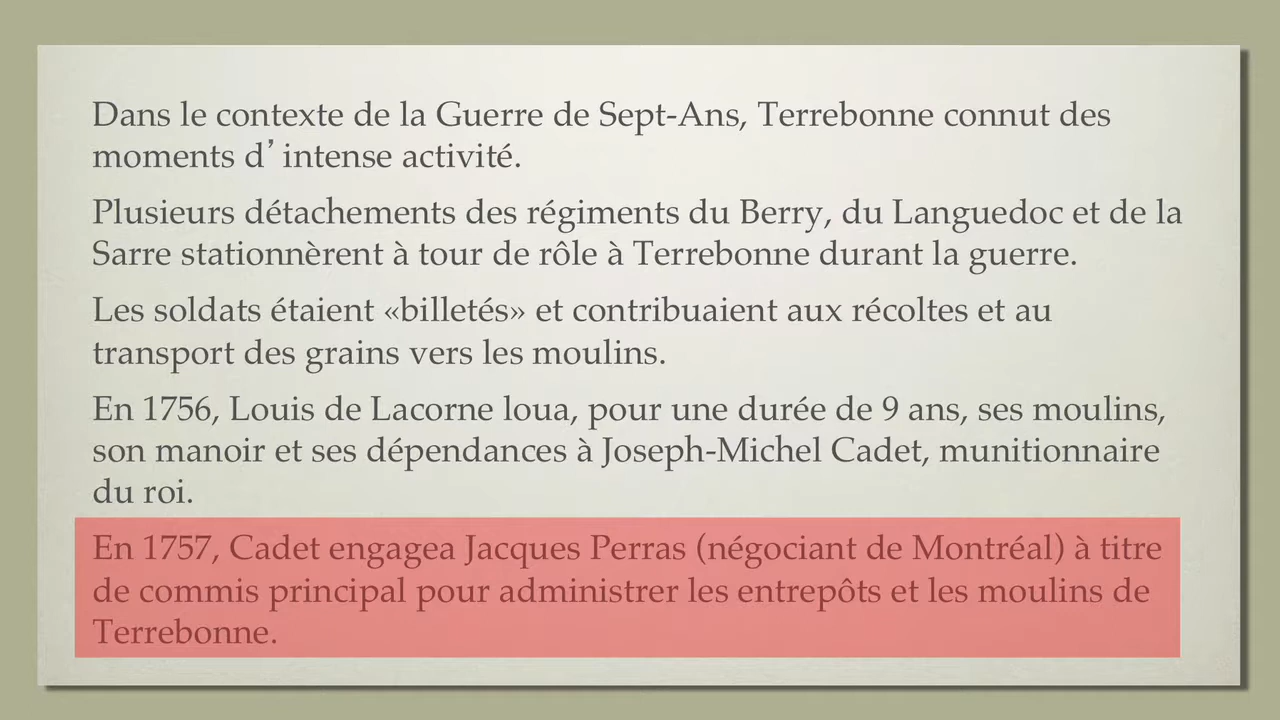 Dans le contexte de la Guerre de Sept-Ans, Terrebonne connut des
moments d’intense activité.
Plusieurs détachements des régiments du Berry, du Languedoc et de la
Sarre stationnèrent à tour de rôle à Terrebonne durant la guerre.
Les soldats étaient «billetés» et contribuaient aux récoltes et au
transport des grains vers les moulins.
En 1756, Louis de Lacorne loua, pour une durée de 9 ans, ses moulins,
son manoir et ses dépendances à Joseph-Michel Cadet, munitionnaire
du roi.
En 1757, Cadet engagea Jacques Perras (négociant de Montréal) à titre
de commis principal pour administrer les entrepôts et les moulins de
Terrebonne.